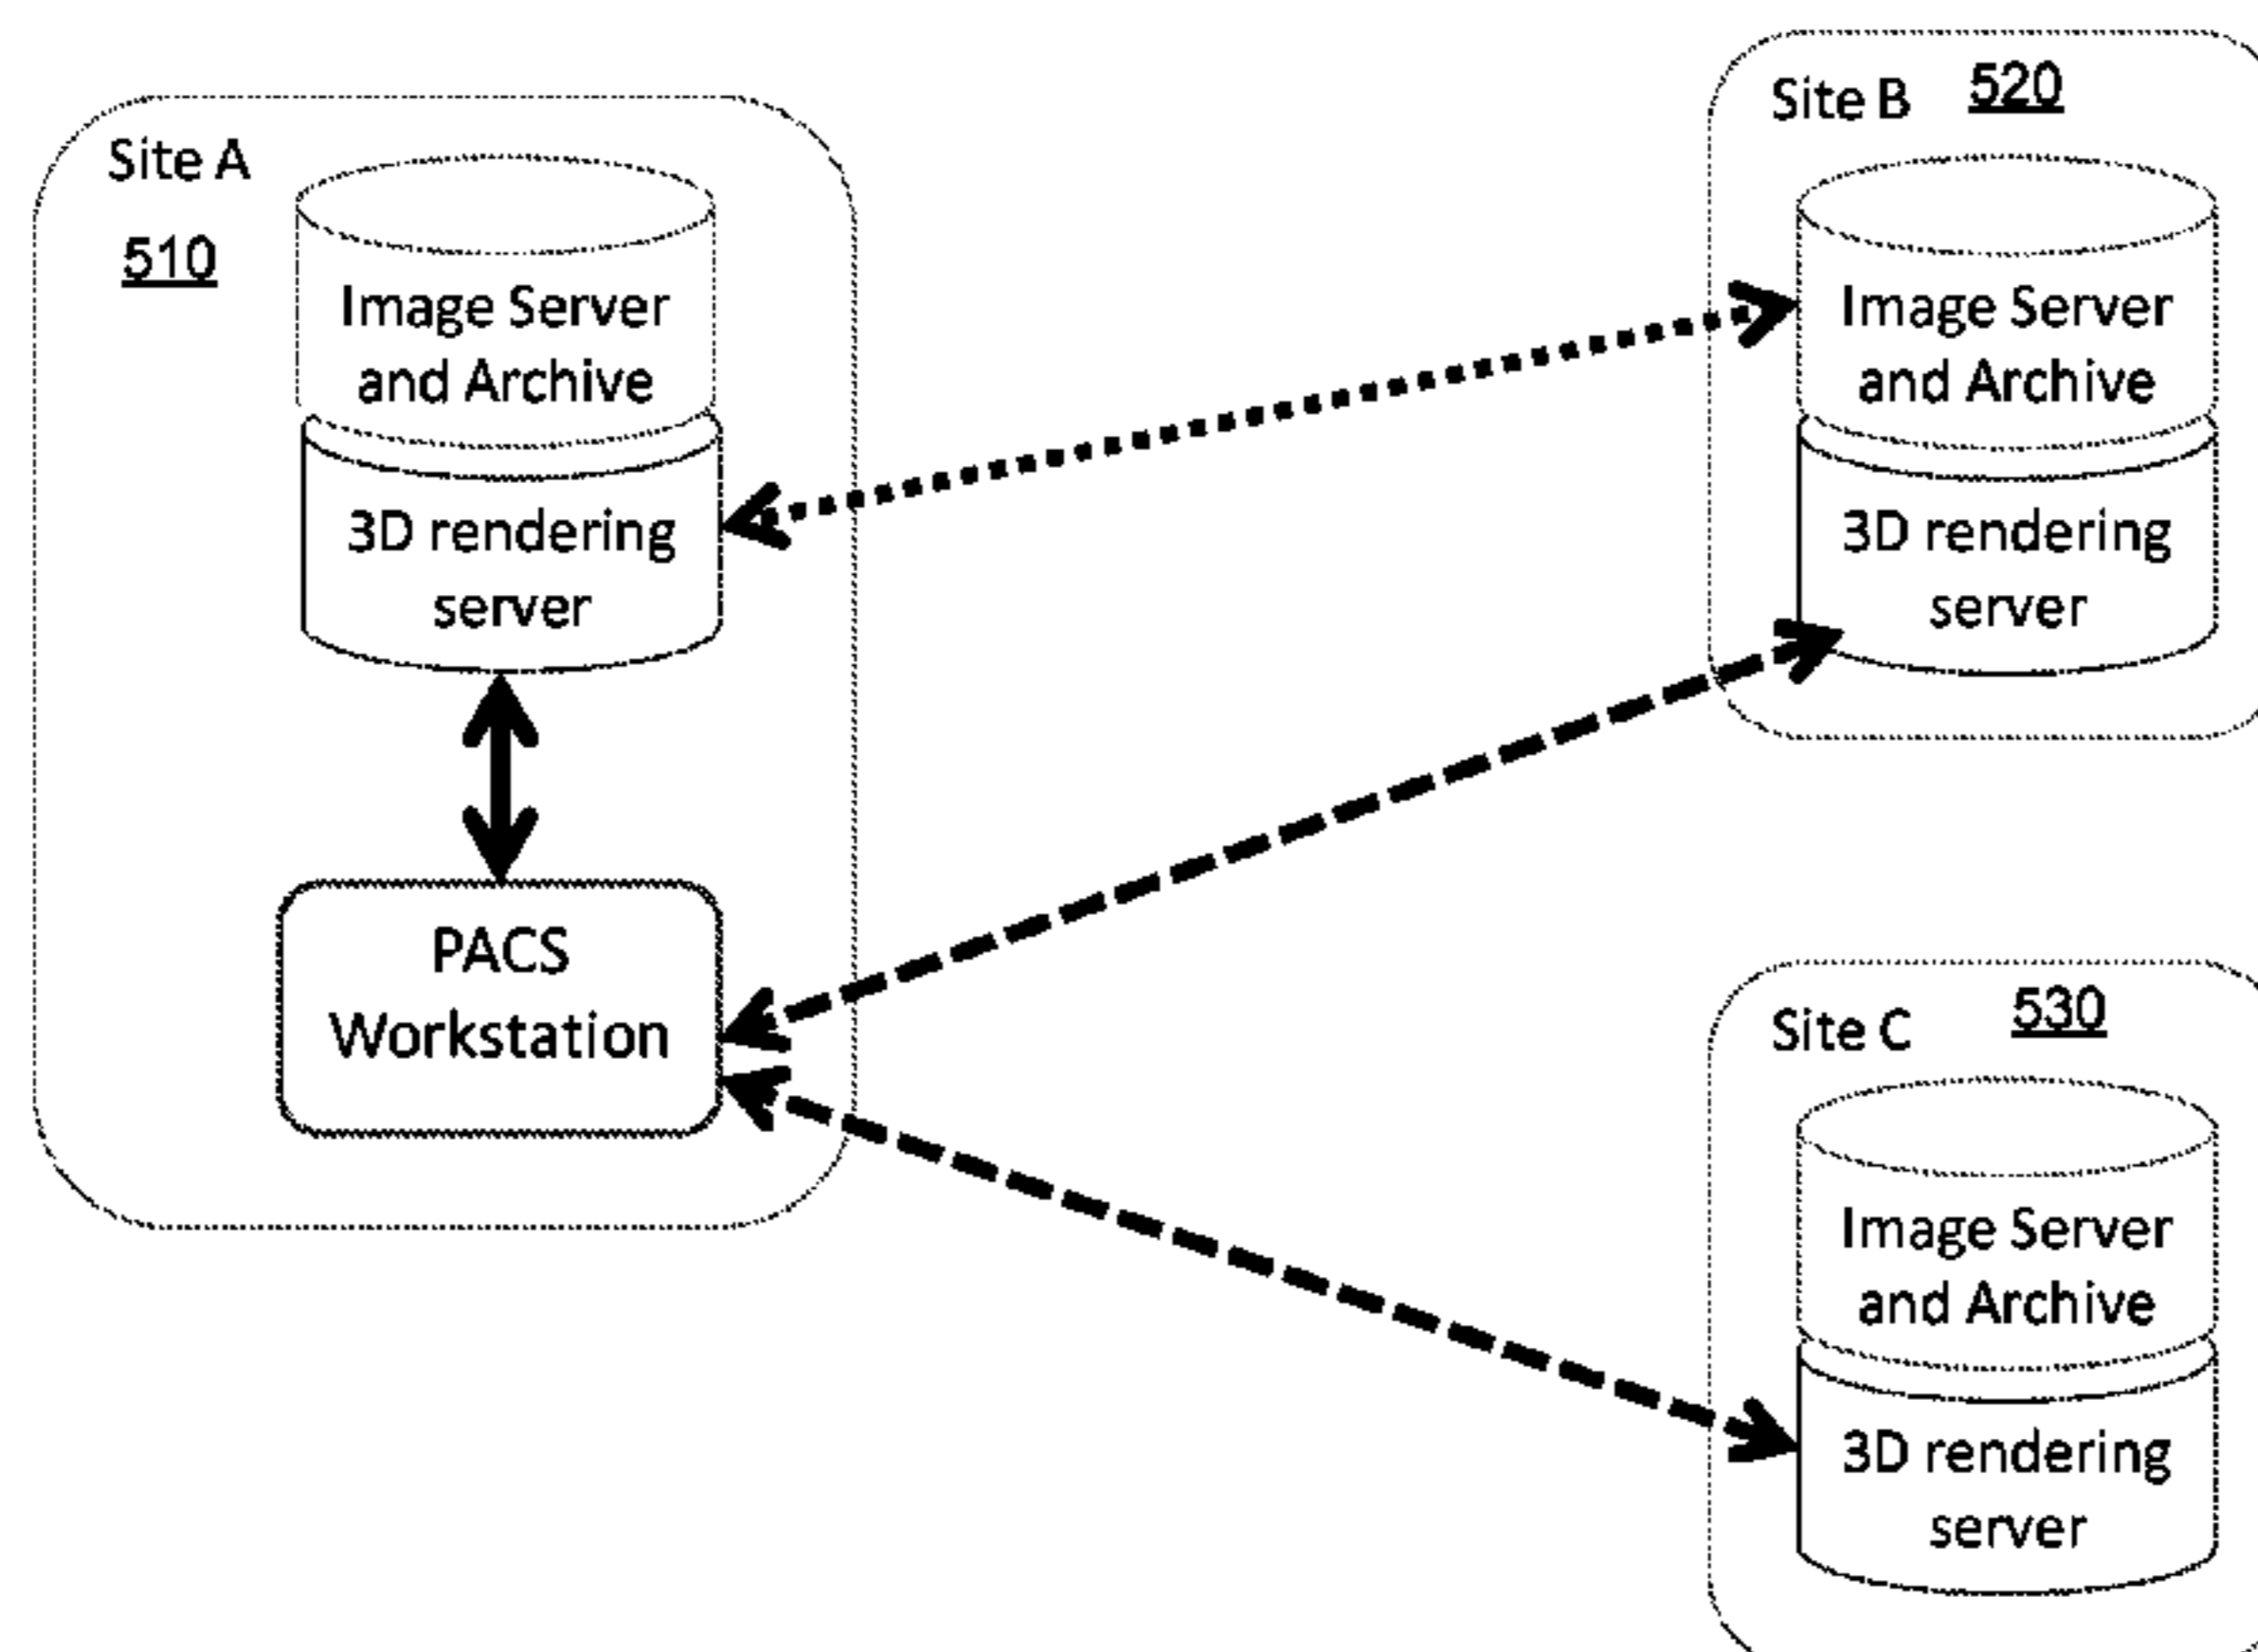 Site A
510
Image Server
and Archive
3D rendering
server
PACS
Workstation
Site B 520
Image Server
and Archive
3D rendering
server
Site C 530
Image Server
and Archive
3D rendering
server